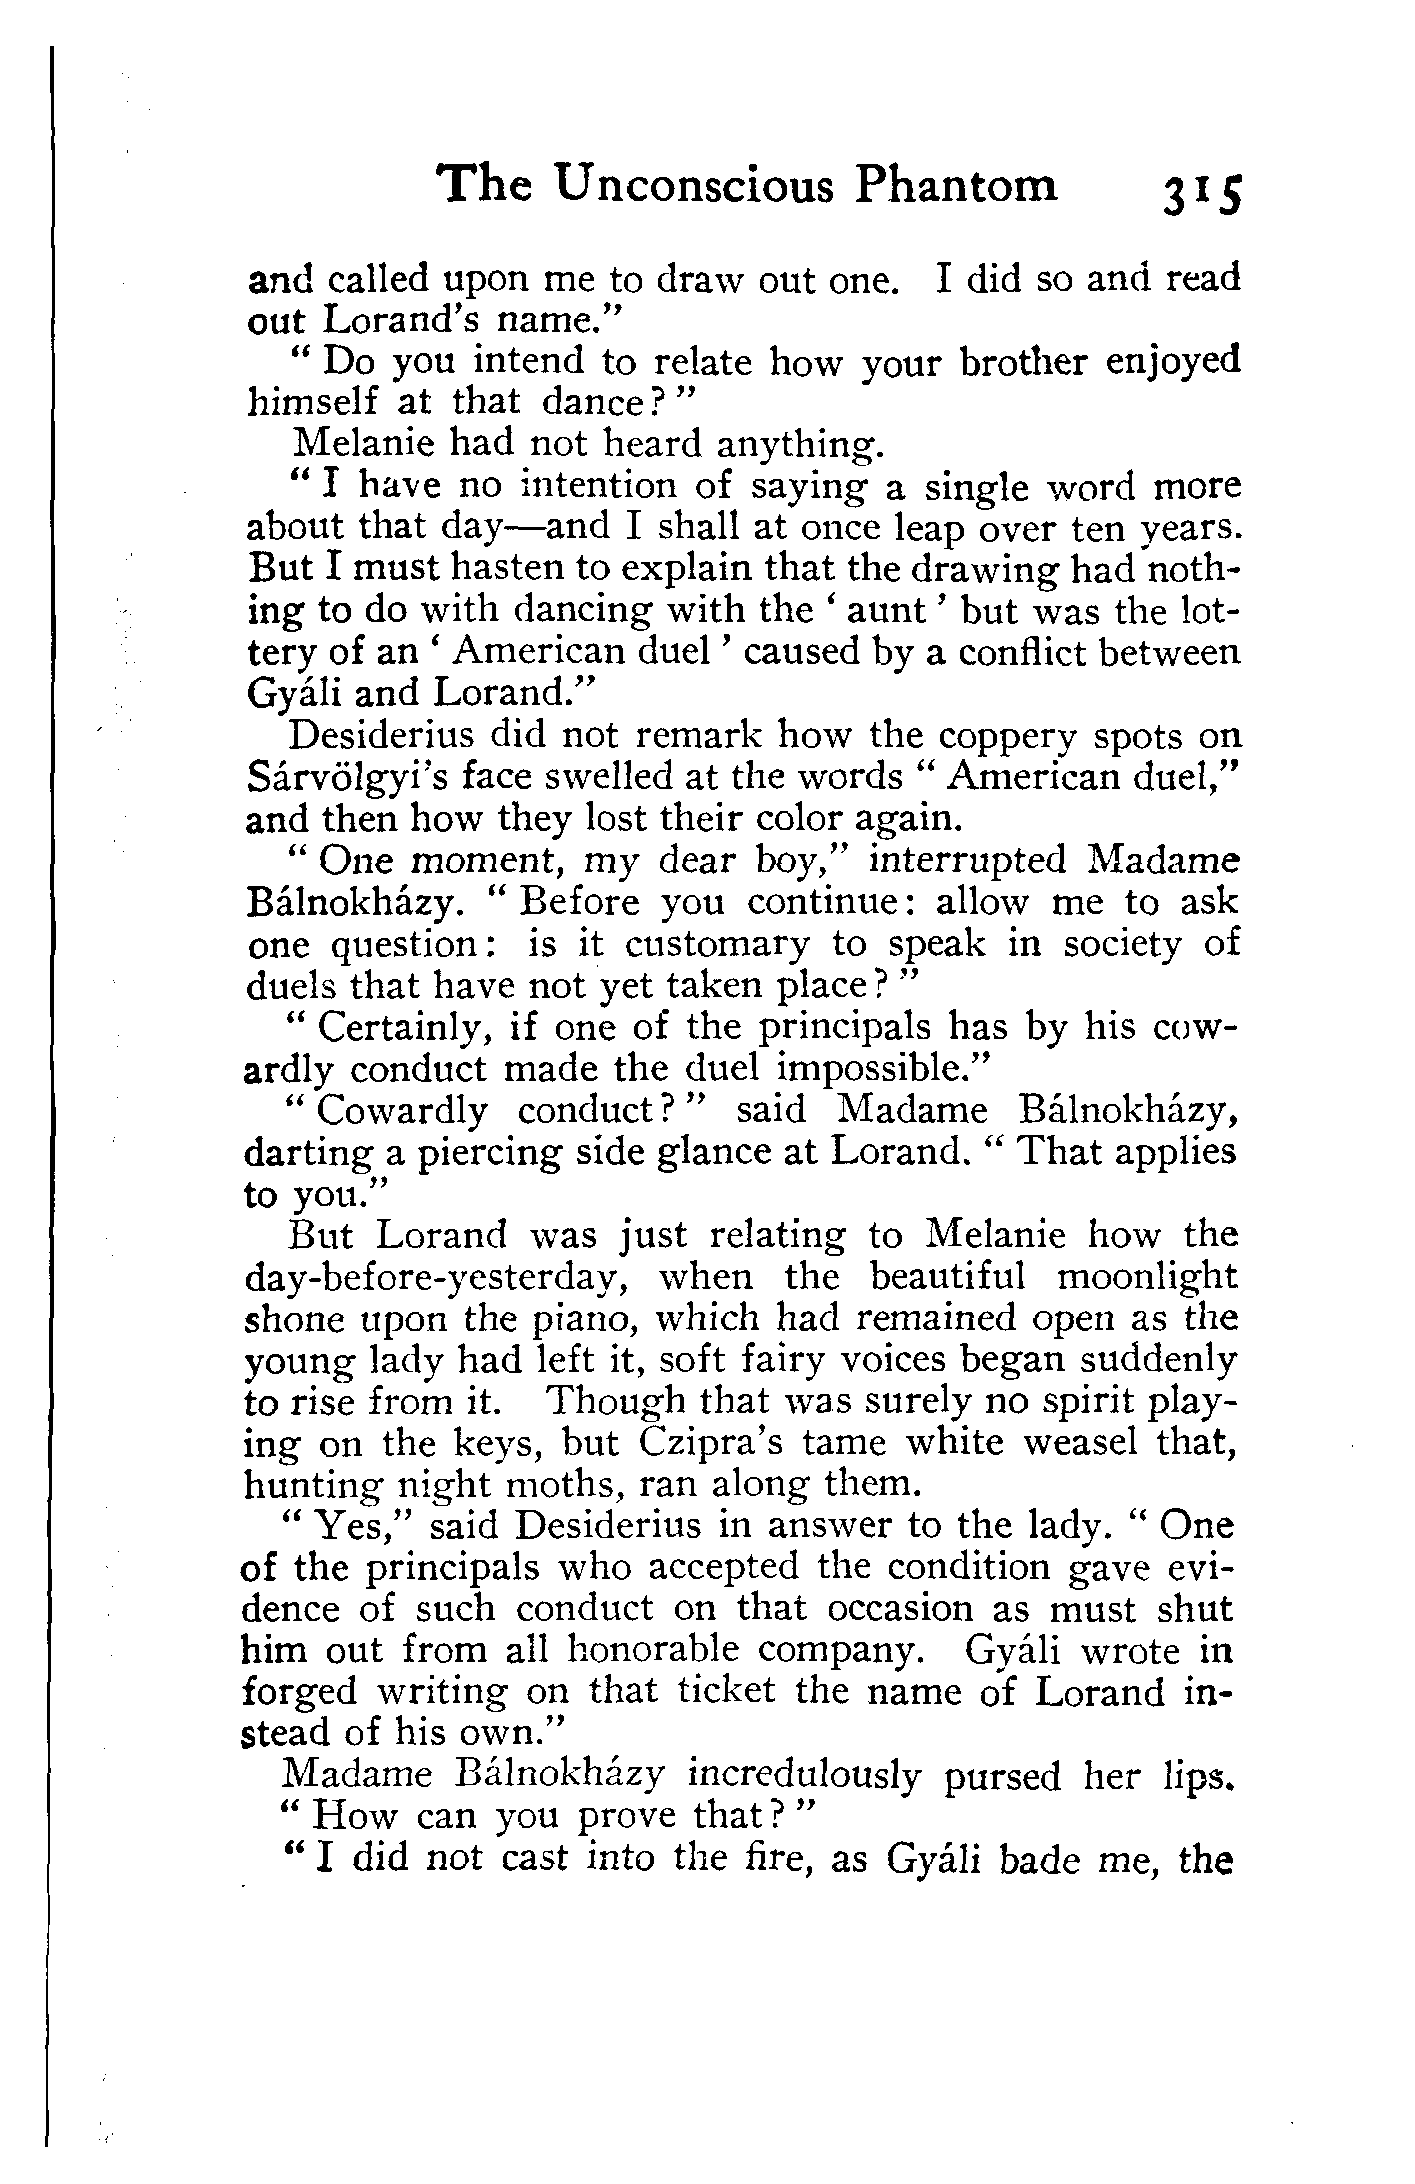 The Unconscious Phantom 315
and called upon me to draw out one. I did so and read
out Lorand's name."
" Do you intend to relate how your brother enjoyed
himself at that dance? "
Melanie had not heard anything.
" I have no intention of saying a single word more
about that day—and I shall at once leap over ten years.
But I must hasten to explain that the drawing had noth-
ing to do with dancing with the ' aunt ' but was the lot-
tery of an ' American duel ' caused by a conflict between
Gyáli and Lorand."
Desiderius did not remark how the coppery spots on
Sárvölgyi's face swelled at the words " American duel,"
and then how they lost their color again.
" One moment, my dear boy," interrupted Madame
Bálnokházy. " Before you continue: allow me to ask
one question: is it customary to speak in society of
duels that have not yet taken place? "
" Certainly, if one of the principals has by his cow-
ardly conduct made the duel impossible."
" Cowardly conduct? " said Madame Bálnokházy,
darting a piercing side glance at Lorand. " That applies
to you."
But Lorand was just relating to Melanie how the
day-before-yesterday, when the beautiful moonlight
shone upon the piano, which had remained open as the
young lady had left it, soft fairy voices began suddenly
to rise from it. Though that was surely no spirit play-
ing on the keys, but Czipra's tame white weasel that,
hunting night moths, ran along them.
" Yes," said Desiderius in answer to the lady. " One
of the principals who accepted the condition gave evi-
dence of such conduct on that occasion as must shut
him out from all honorable company. Gyáli wrote in
forged writing on that ticket the name of Lorand in-
stead of his own."
Madame Bálnokházy incredulously pursed her lips.
" How can you prove that? "
" I did not cast into the fire, as Gyáli bade me, the